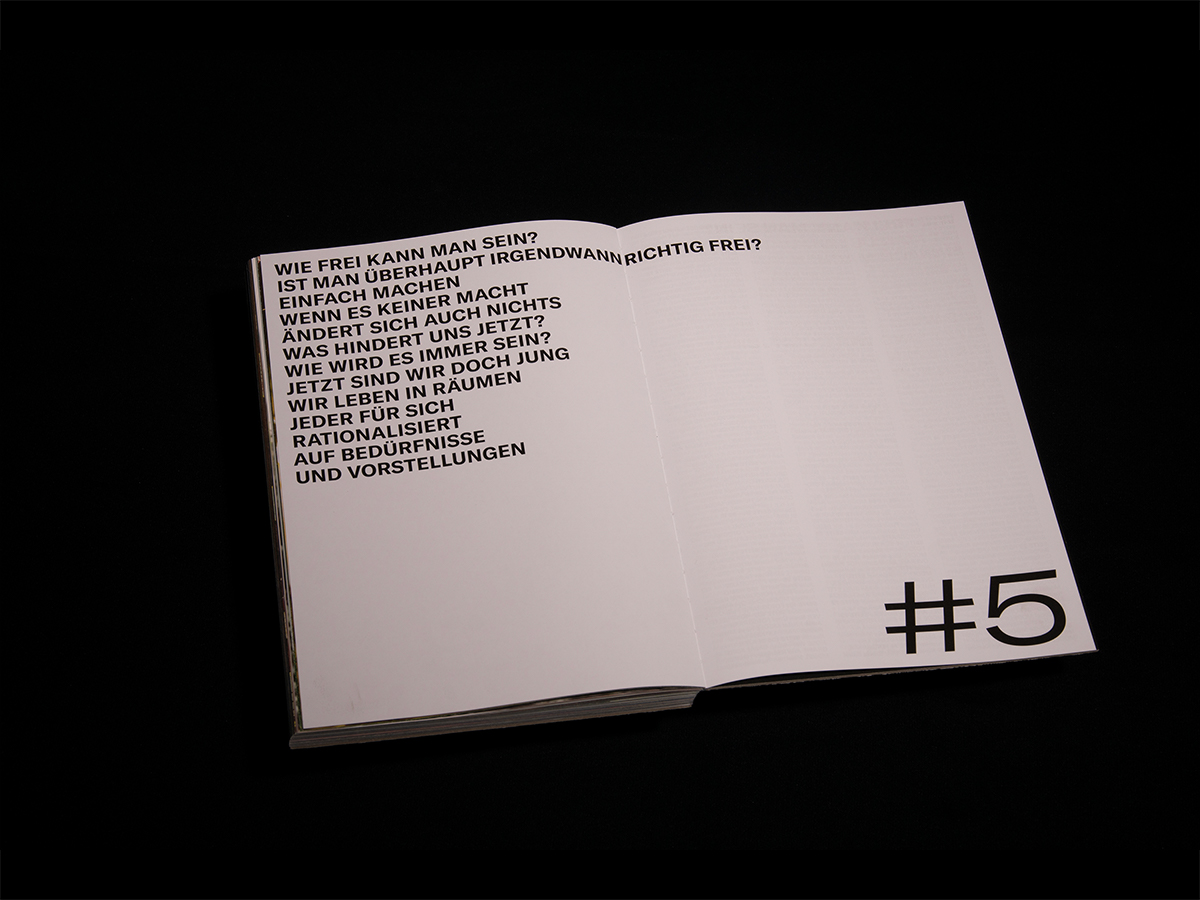 WIE FREI KANN MAN SEIN?
IST MAN ÜBERHAUPT IRGENDWANN RICHTIG FREI?
EINFACH MACHEN
WENN ES KEINER MACHT
ÄNDERT SICH AUCH NICHTS
WAS HINDERT UNS JETZT?
WIE WIRD ES IMMER SEIN?
JETZT SIND WIR DOCH JUNG
WIR LEBEN IN RÄUMEN
JEDER FÜR SICH
RATIONALISIERT
AUF BEDÜRFNISSE
UND VORSTELLUNGEN
#5